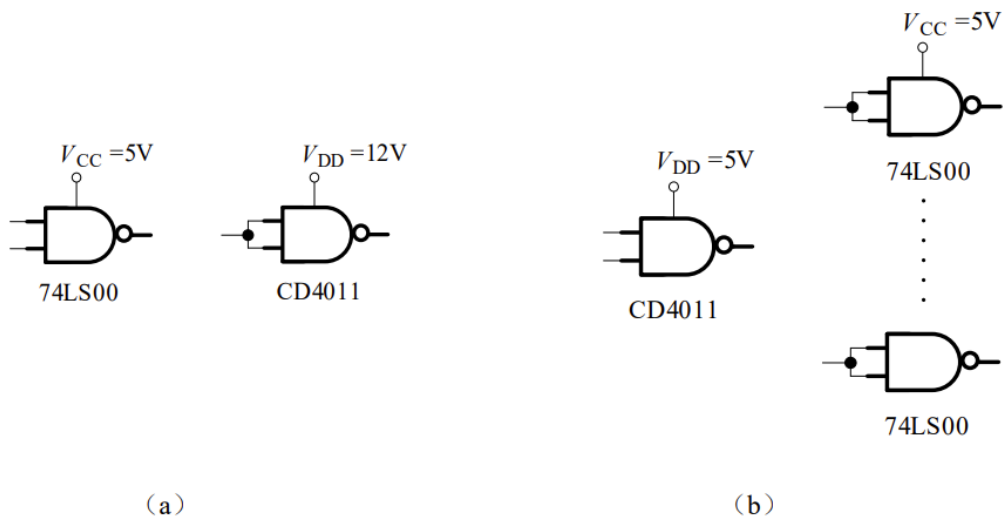 V_CC=5V
V_DD=12V
74LS00
CD4011
（a）
V_CC=5V
74LS00
V_DD=5V
CD4011
74LS00
（b）